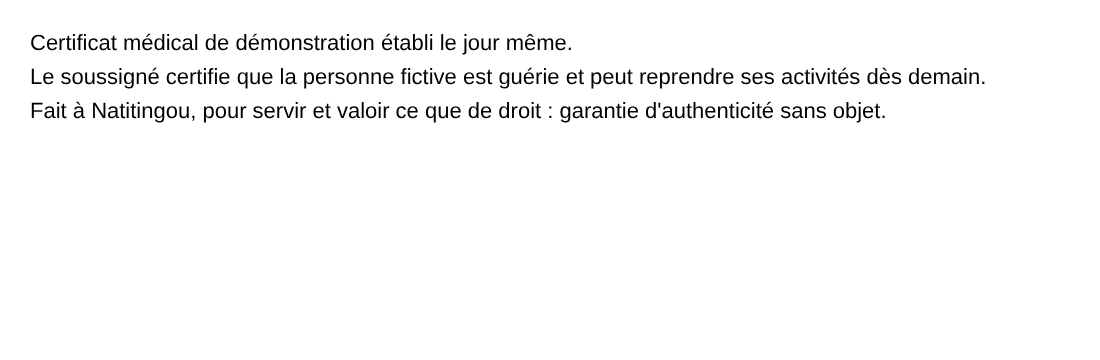 Certificat médical de démonstration établi le jour même.
Le soussigné certifie que la personne fictive est guérie et peut reprendre ses activités dès demain.
Fait à Natitingou, pour servir et valoir ce que de droit : garantie d'authenticité sans objet.